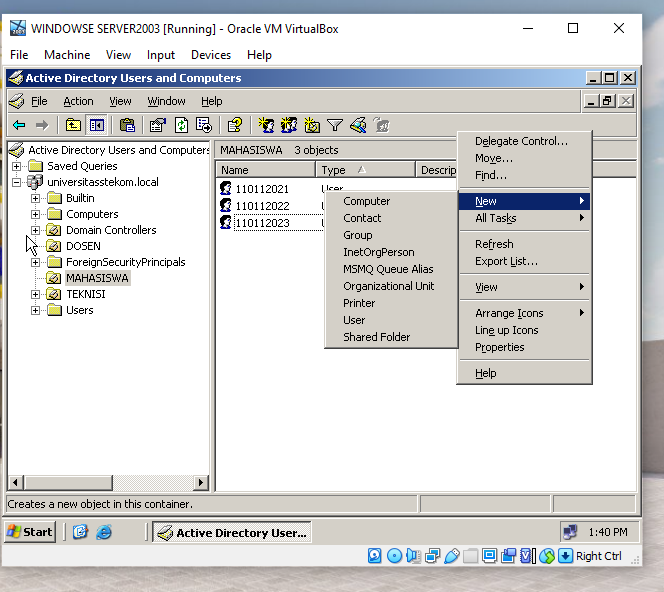 WINDOWSE SERVER2003 [Running] - Oracle VM VirtualBox
File Machine View Input Devices Help
Active Directory Users and Computers
File Action View Window Help
Active Directory Users and Computers
Saved Queries
universitasstekom.local
Builtin
Computers
Domain Controllers
DOSEN
ForeignSecurityPrincipals
MAHASISWA
TEKNISI
Users
MAHASISWA 3 objects
Name Type Descrip
110112021 User
110112022
110112023
Computer
Contact
Group
InetOrgPerson
MSMQ Queue Alias
Organizational Unit
Printer
User
Shared Folder
Delegate Control...
Move...
Find...
New
All Tasks
Refresh
Export List...
View
Arrange Icons
Line up Icons
Properties
Help
Creates a new object in this container.
Start Active Directory User... 1:40 PM
Right Ctrl